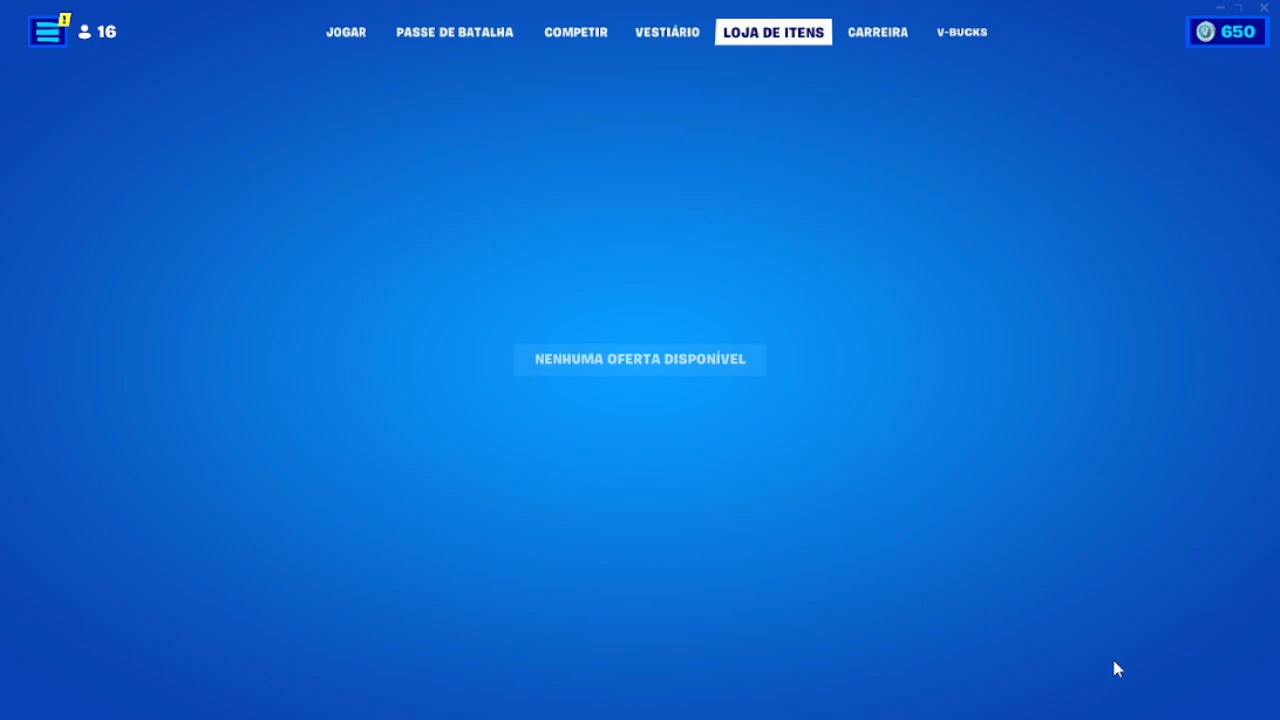 ! 16 JOGAR PASSE DE BATALHA COMPETIR VESTIÁRIO LOJA DE ITENS CARREIRA V-BUCKS V 650
NENHUMA OFERTA DISPONÍVEL